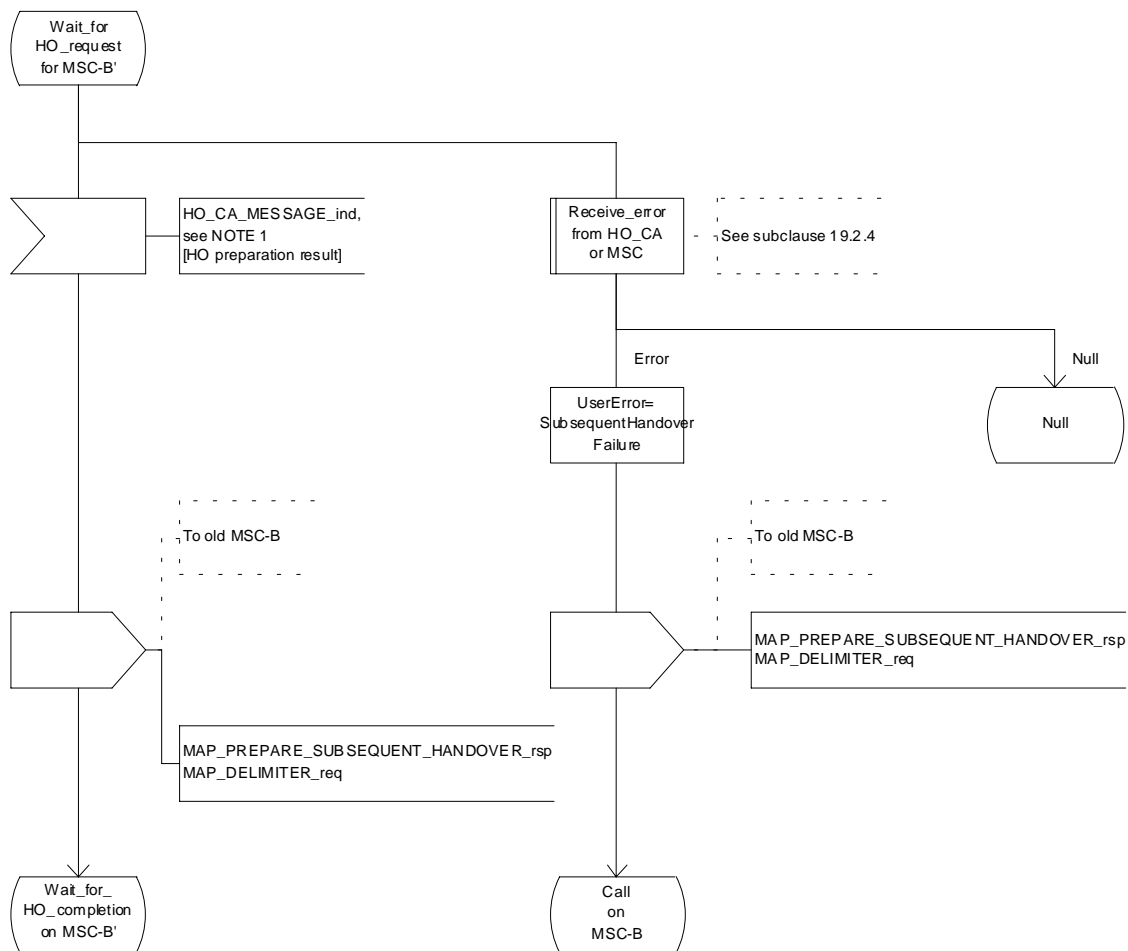 Wait_for
HO_request
for MSC-B'
HO_CA_MESSAGE_ind,
see NOTE 1
[HO preparation result]
Receive_error
from HO_CA
or MSC
See subclause 19.2.4
Error
Null
UserError=
SubsequentHandover
Failure
Null
To old MSC-B
To old MSC-B
MAP_PREPARE_SUBSEQUENT_HANDOVER_rsp
MAP_DELIMITER_req
MAP_PREPARE_SUBSEQUENT_HANDOVER_rsp
MAP_DELIMITER_req
Wait_for_
HO_completion
on MSC-B'
Call
on
MSC-B